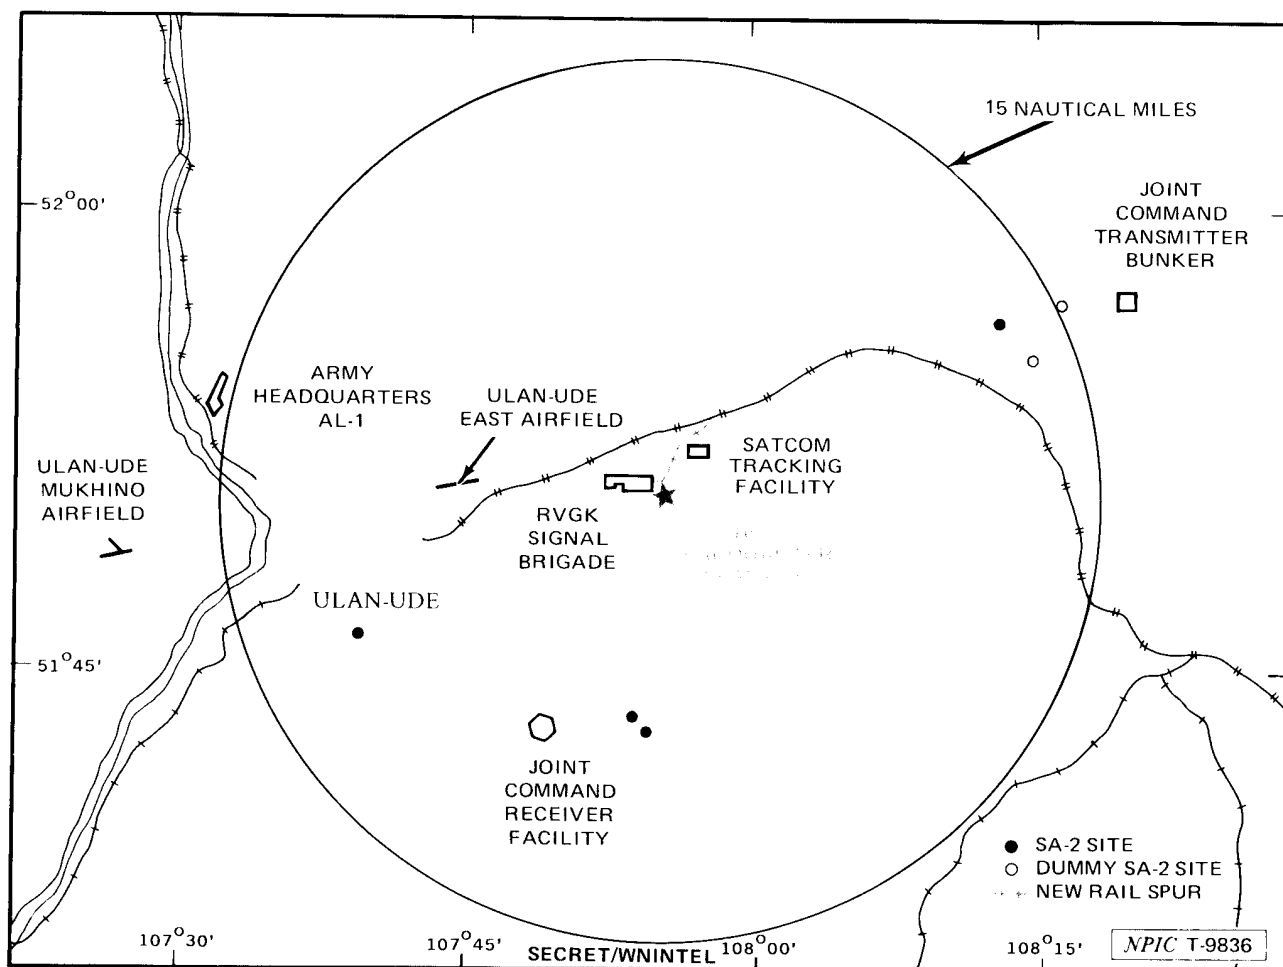 15 NAUTICAL MILES
52°00'
JOINT
COMMAND
TRANSMITTER
BUNKER
ARMY
HEADQUARTERS
AL-1
ULAN-UDE
EAST AIRFIELD
ULAN-UDE
MUKHINO
AIRFIELD
SATCOM
TRACKING
FACILITY
RVGK
SIGNAL
BRIGADE
ULAN-UDE
51°45'
JOINT
COMMAND
RECEIVER
FACILITY
SA-2 SITE
DUMMY SA-2 SITE
NEW RAIL SPUR
107°30'
107°45'
108°00'
108°15'
SECRET/WNINTEL
NPIC T-9836